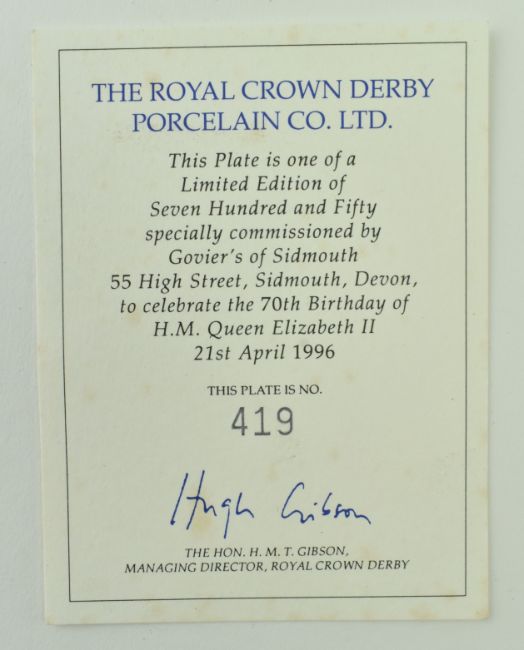 THE ROYAL CROWN DERBY
PORCELAIN CO. LTD.
This Plate is one of a
Limited Edition of
Seven Hundred and Fifty
specially commissioned by
Govier's of Sidmouth
55 High Street, Sidmouth, Devon,
to celebrate the 70th Birthday of
H.M. Queen Elizabeth II
21st April 1996
THIS PLATE IS NO.
419
Hugh Gibson
THE HON. H. M. T. GIBSON,
MANAGING DIRECTOR, ROYAL CROWN DERBY